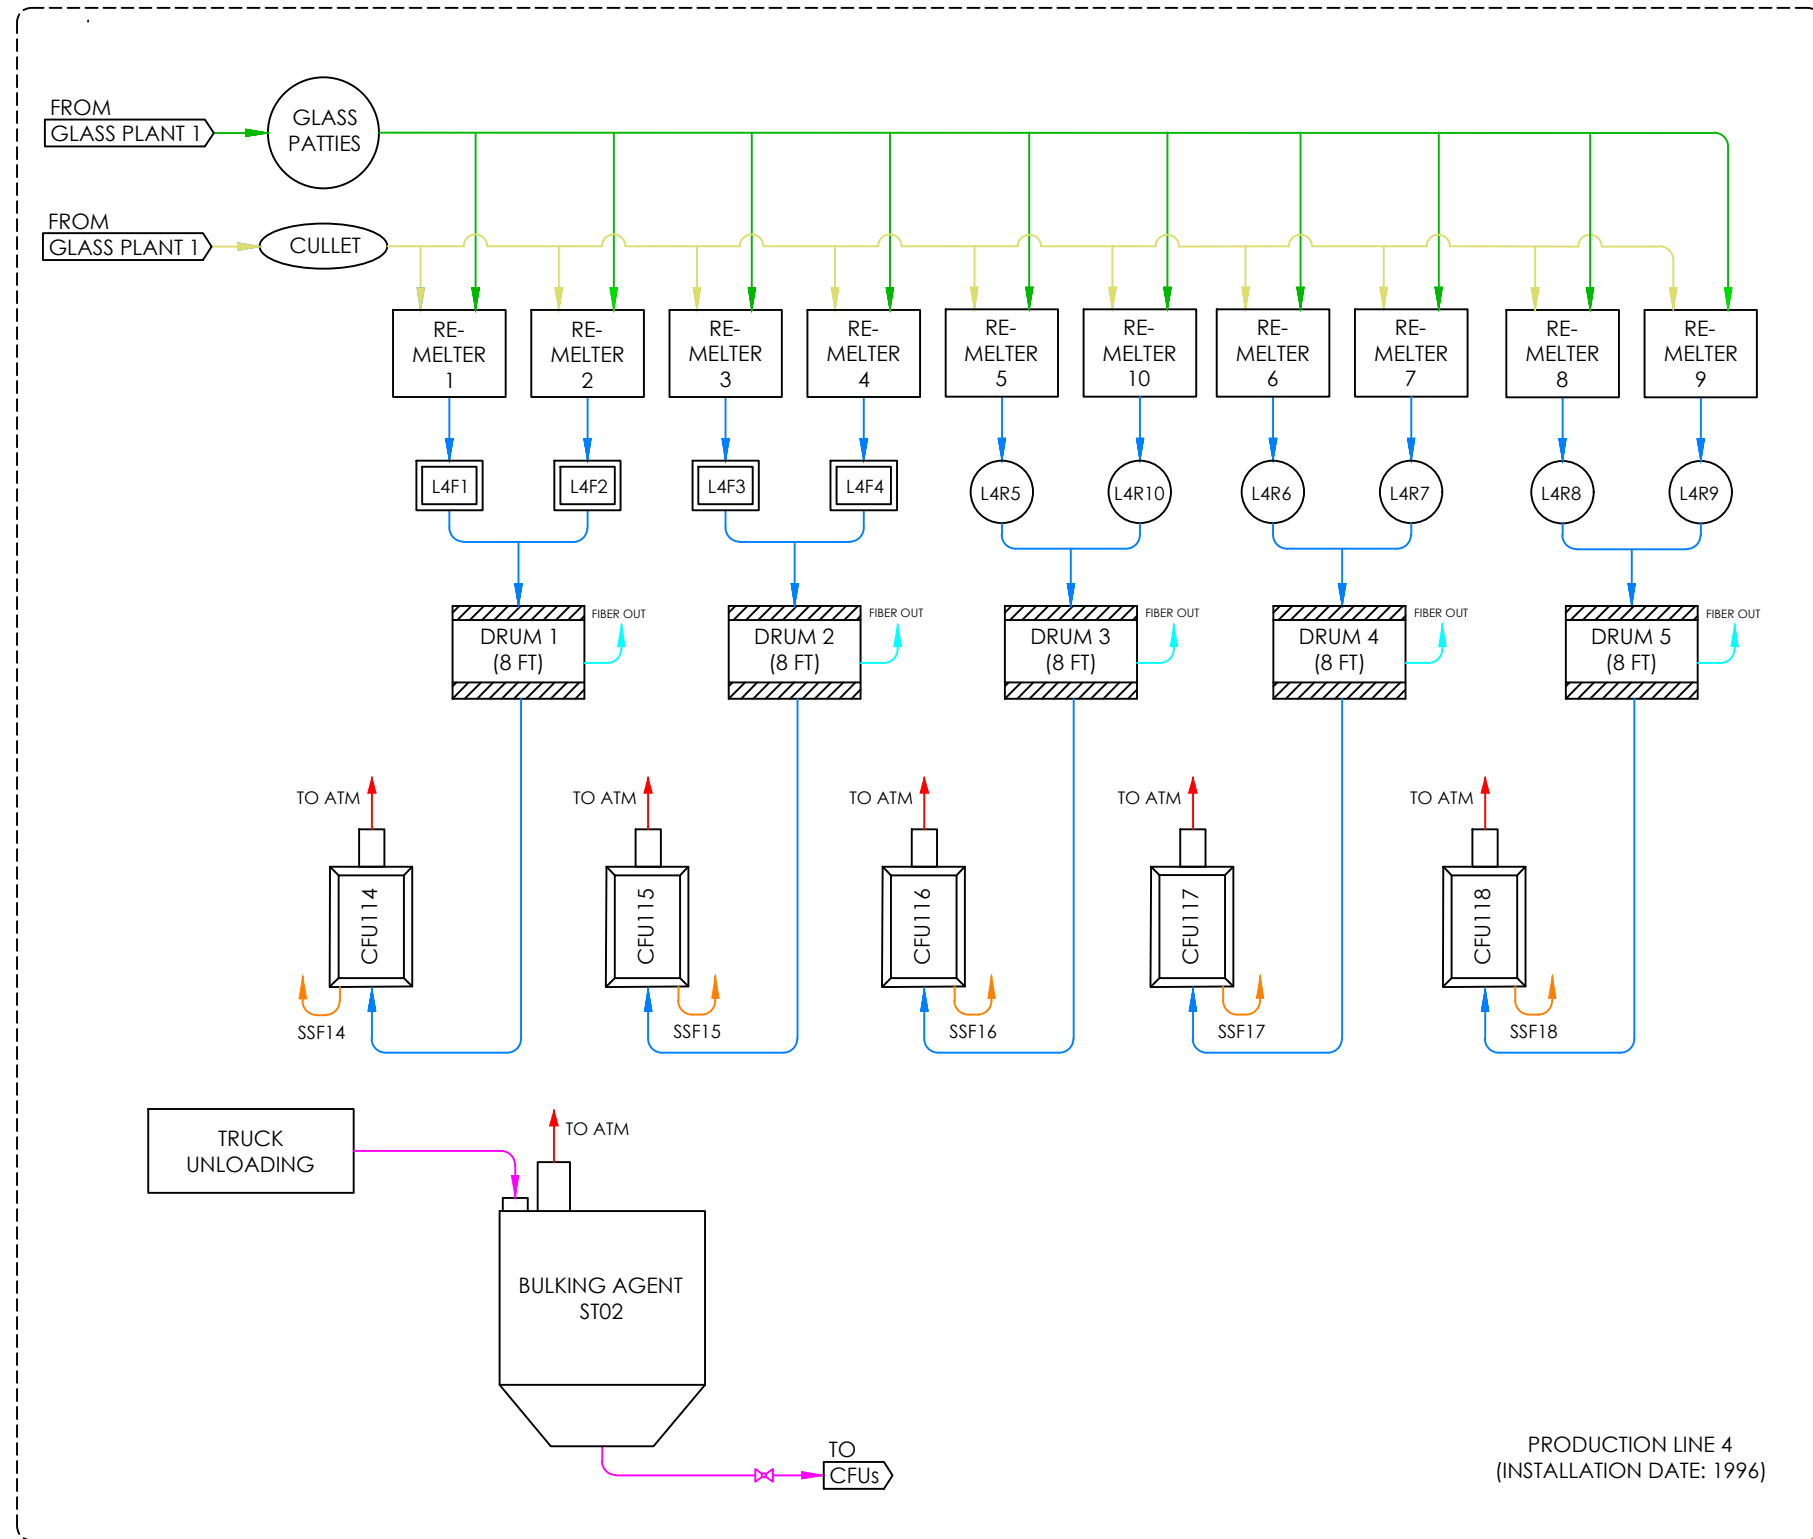 FROM
GLASS PLANT 1
GLASS
PATTIES
FROM
GLASS PLANT 1
CULLET
RE-
MELTER
1
RE-
MELTER
2
RE-
MELTER
3
RE-
MELTER
4
RE-
MELTER
5
RE-
MELTER
10
RE-
MELTER
6
RE-
MELTER
7
RE-
MELTER
8
RE-
MELTER
9
L4F1
L4F2
L4F3
L4F4
L4R5
L4R10
L4R6
L4R7
L4R8
L4R9
DRUM 1
(8 FT)
FIBER OUT
DRUM 2
(8 FT)
FIBER OUT
DRUM 3
(8 FT)
FIBER OUT
DRUM 4
(8 FT)
FIBER OUT
DRUM 5
(8 FT)
FIBER OUT
TO ATM
CFU114
SSF14
TO ATM
CFU115
SSF15
TO ATM
CFU116
SSF16
TO ATM
CFU117
SSF17
TO ATM
CFU118
SSF18
TRUCK
UNLOADING
TO ATM
BULKING AGENT
ST02
TO
CFUs
PRODUCTION LINE 4
(INSTALLATION DATE: 1996)